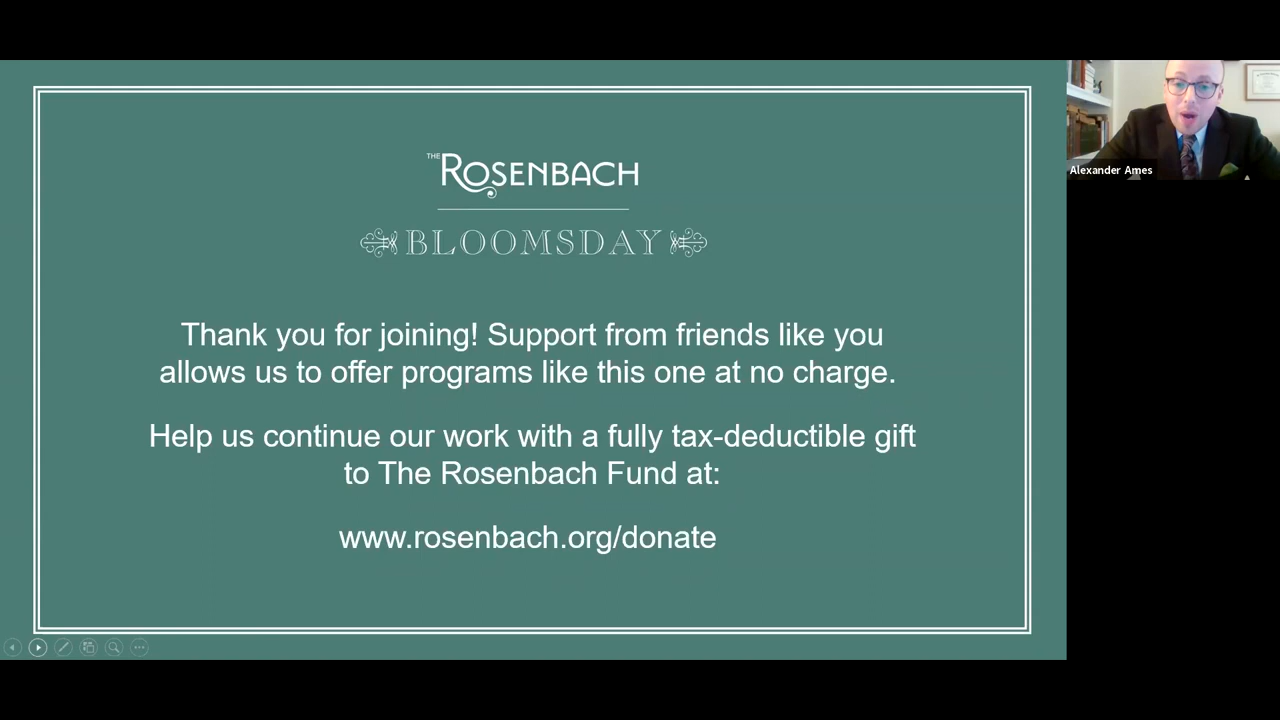 THE ROSENBACH
BLOOMSDAY
Thank you for joining! Support from friends like you
allows us to offer programs like this one at no charge.
Help us continue our work with a fully tax-deductible gift
to The Rosenbach Fund at:
www.rosenbach.org/donate
Alexander Ames